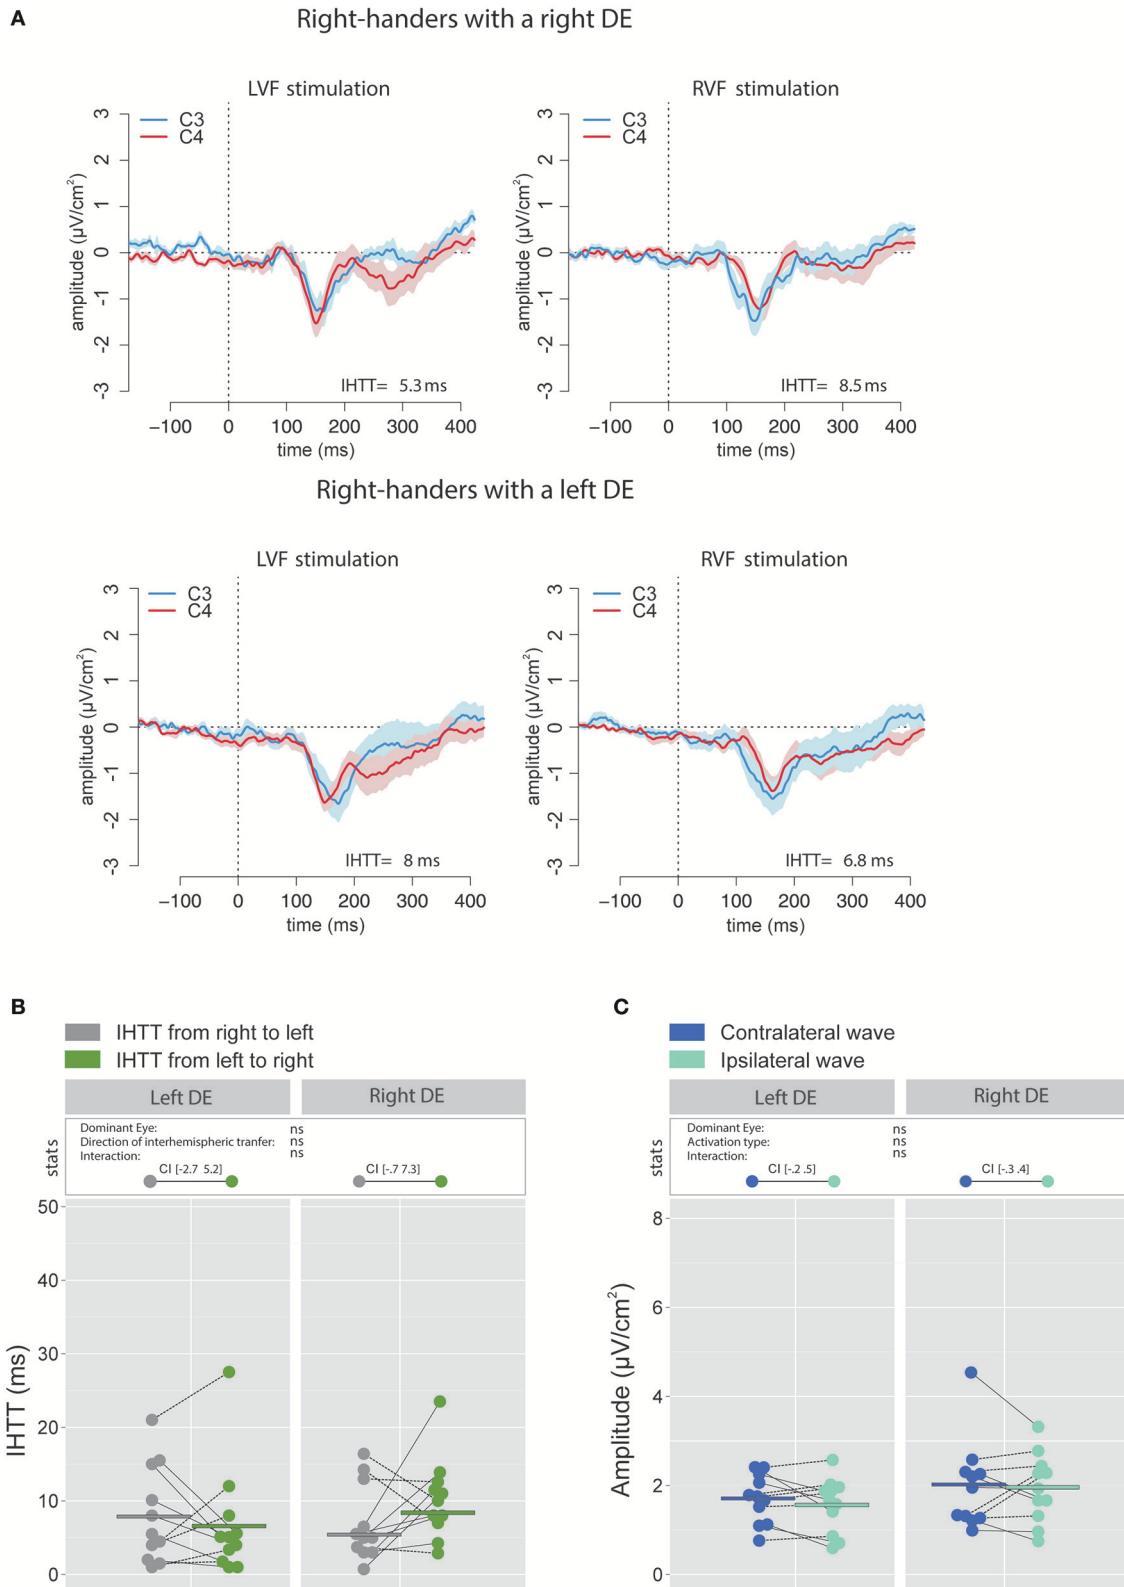 A
Right-handers with a right DE
LVF stimulation
RVF stimulation
C3
C4
C3
C4
amplitude (µV/cm²)
3
2
1
0
-1
-2
-3
amplitude (µV/cm²)
3
2
1
0
-1
-2
-3
IHTT= 5.3 ms
IHTT= 8.5 ms
−100 0 100 200 300 400
−100 0 100 200 300 400
time (ms)
time (ms)
Right-handers with a left DE
LVF stimulation
RVF stimulation
C3
C4
C3
C4
amplitude (µV/cm²)
3
2
1
0
-1
-2
-3
amplitude (µV/cm²)
3
2
1
0
-1
-2
-3
IHTT= 8 ms
IHTT= 6.8 ms
−100 0 100 200 300 400
−100 0 100 200 300 400
time (ms)
time (ms)
B
IHTT from right to left
IHTT from left to right
Left DE
Right DE
stats
Dominant Eye: ns
Direction of interhemispheric tranfer: ns
Interaction: ns
CI [-2.7 5.2]
CI [-.7 7.3]
IHTT (ms)
50
40
30
20
10
0
C
Contralateral wave
Ipsilateral wave
Left DE
Right DE
stats
Dominant Eye: ns
Activation type: ns
Interaction: ns
CI [-.2 .5]
CI [-.3 .4]
Amplitude (µV/cm²)
8
6
4
2
0